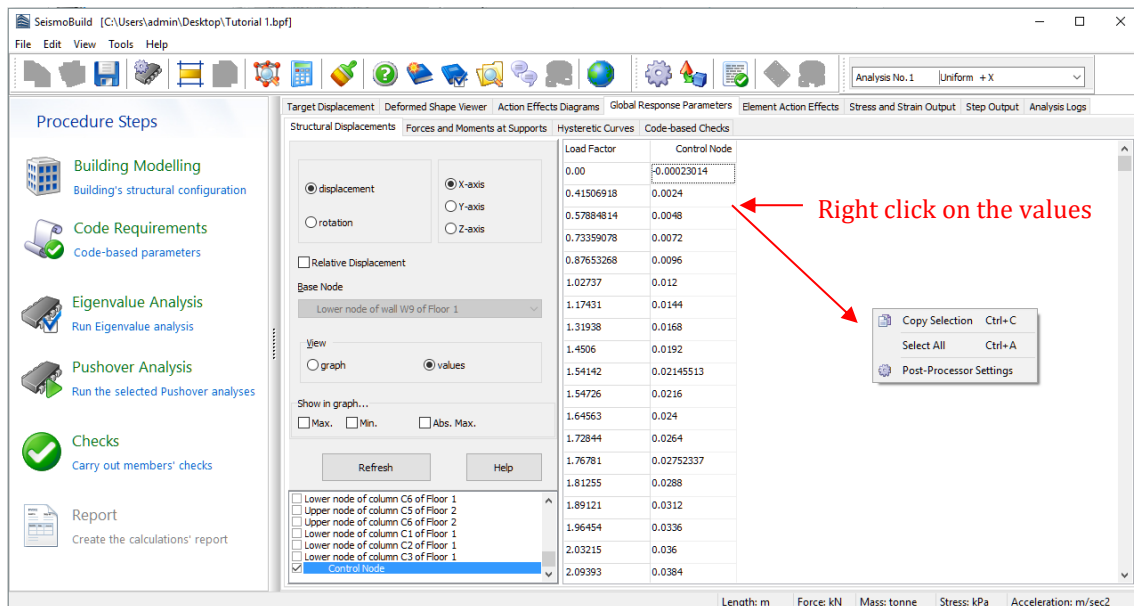 SeismoBuild [C:\Users\admin\Desktop\Tutorial 1.bpf]
File Edit View Tools Help
Analysis No. 1 Uniform +X
Procedure Steps
Building Modelling
Building's structural configuration
Code Requirements
Code-based parameters
Eigenvalue Analysis
Run Eigenvalue analysis
Pushover Analysis
Run the selected Pushover analyses
Checks
Carry out members' checks
Report
Create the calculations' report
Target Displacement Deformed Shape Viewer Action Effects Diagrams Global Response Parameters Element Action Effects Stress and Strain Output Step Output Analysis Logs
Structural Displacements Forces and Moments at Supports Hysteretic Curves Code-based Checks
displacement
rotation
X-axis
Y-axis
Z-axis
Relative Displacement
Base Node
Lower node of wall W9 of Floor 1
View
graph values
Show in graph...
Max. Min. Abs. Max.
Refresh Help
Lower node of column C6 of Floor 1
Upper node of column C5 of Floor 2
Upper node of column C6 of Floor 2
Lower node of column C1 of Floor 1
Lower node of column C2 of Floor 1
Lower node of column C3 of Floor 1
Control Node
Load Factor Control Node
0.00 -0.00023014
0.41506918 0.0024
0.57884814 0.0048
0.73359078 0.0072
0.87653268 0.0096
1.02737 0.012
1.17431 0.0144
1.31938 0.0168
1.4506 0.0192
1.54142 0.02145513
1.54726 0.0216
1.64563 0.024
1.72844 0.0264
1.76781 0.02752337
1.81255 0.0288
1.89121 0.0312
1.96454 0.0336
2.03215 0.036
2.09393 0.0384
Right click on the values
Copy Selection Ctrl+C
Select All Ctrl+A
Post-Processor Settings
Length: m Force: kN Mass: tonne Stress: kPa Acceleration: m/sec2